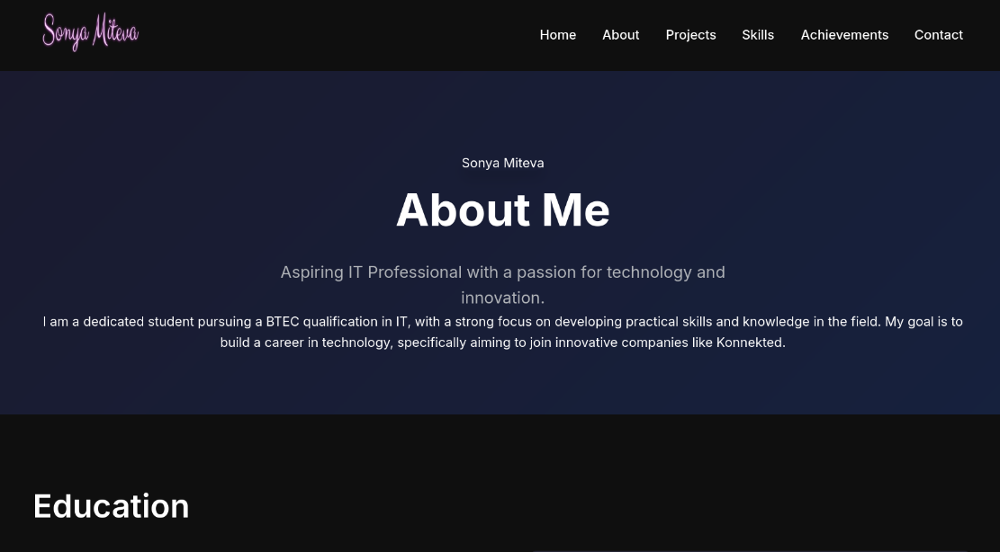 Sonya Miteva
Home About Projects Skills Achievements Contact
Sonya Miteva
About Me
Aspiring IT Professional with a passion for technology and
innovation.
I am a dedicated student pursuing a BTEC qualification in IT, with a strong focus on developing practical skills and knowledge in the field. My goal is to
build a career in technology, specifically aiming to join innovative companies like Konnekted.
Education